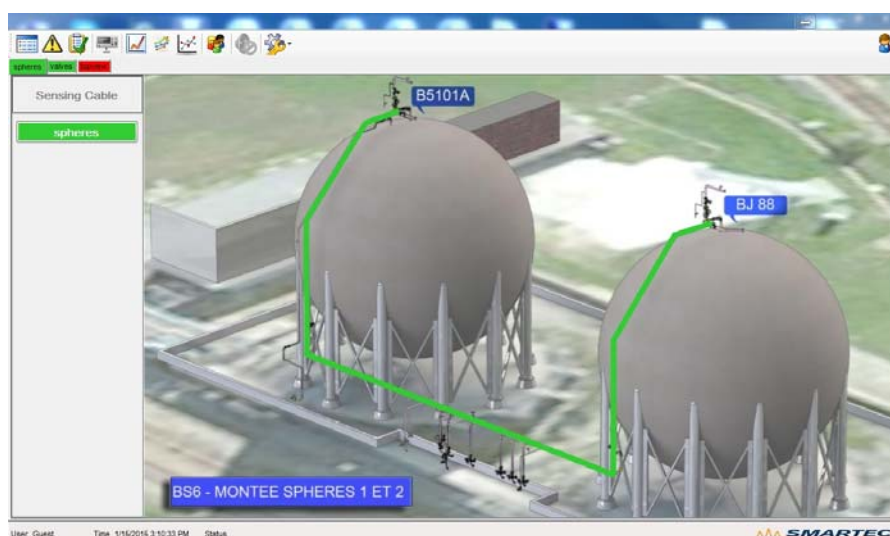 spheres valves
Sensing Cable
spheres
B5101A
BJ 88
BS6 - MONTEE SPHERES 1 ET 2
User Guest Time 1/15/2016 3:10:33 PM Status
SMARTEC